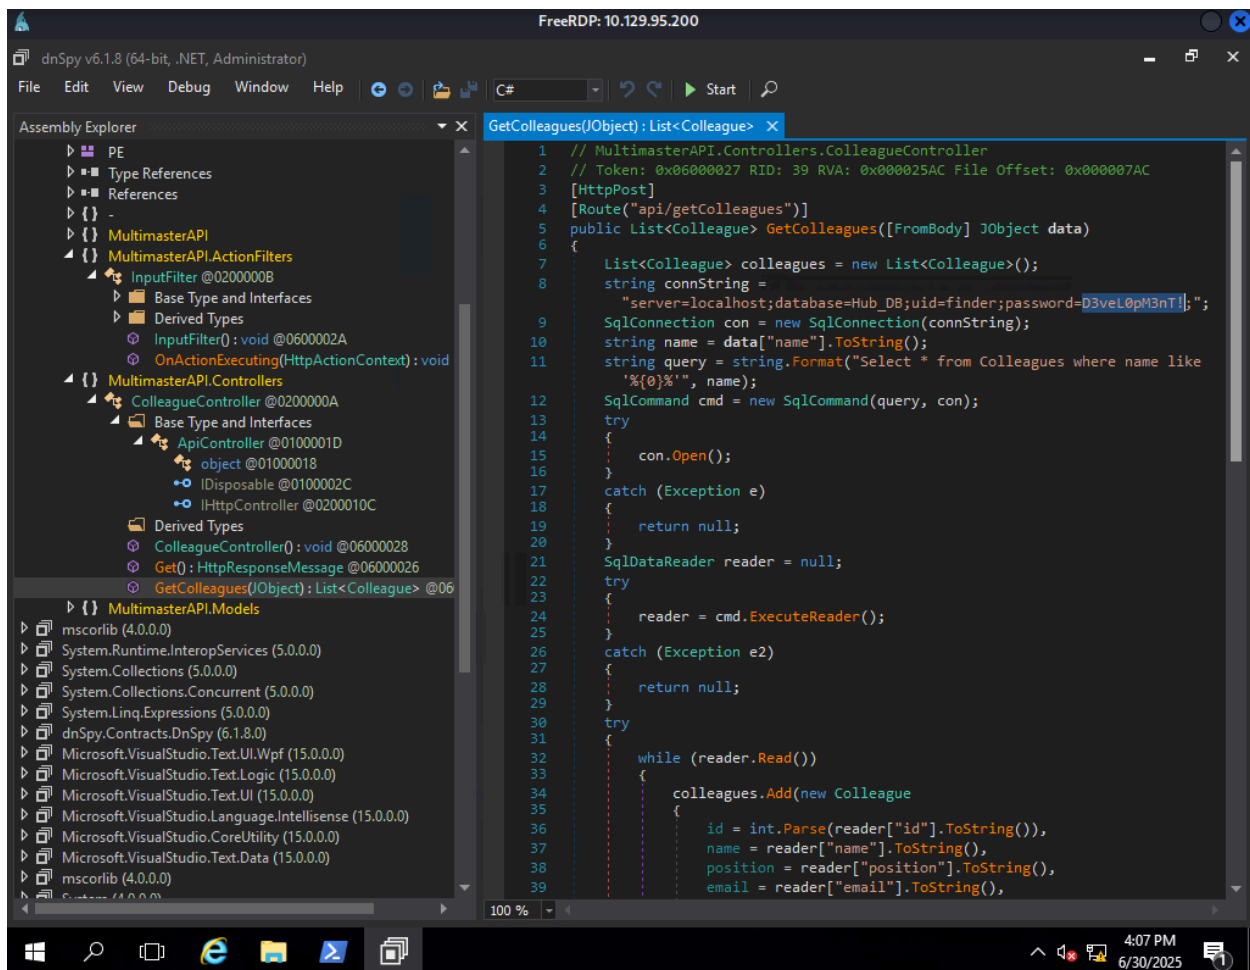 FreeRDP: 10.129.95.200
dnSpy v6.1.8 (64-bit, .NET, Administrator)
File Edit View Debug Window Help C# Start
Assembly Explorer
PE
Type References
References
{ } -
{ } MultimasterAPI
{ } MultimasterAPI.ActionFilters
InputFilter @0200000B
Base Type and Interfaces
Derived Types
InputFilter() : void @0600002A
OnActionExecuting(HttpActionContext) : void
{ } MultimasterAPI.Controllers
ColleagueController @0200000A
Base Type and Interfaces
ApiController @0100001D
object @01000018
IDisposable @0100002C
IHttpController @0200010C
Derived Types
ColleagueController() : void @06000028
Get() : HttpResponseMessage @06000026
GetColleagues(JObject) : List<Colleague> @06
{ } MultimasterAPI.Models
mscorlib (4.0.0.0)
System.Runtime.InteropServices (5.0.0.0)
System.Collections (5.0.0.0)
System.Collections.Concurrent (5.0.0.0)
System.Linq.Expressions (5.0.0.0)
dnSpy.Contracts.DnSpy (6.1.8.0)
Microsoft.VisualStudio.Text.UI.Wpf (15.0.0.0)
Microsoft.VisualStudio.Text.Logic (15.0.0.0)
Microsoft.VisualStudio.Text.UI (15.0.0.0)
Microsoft.VisualStudio.Language.Intellisense (15.0.0.0)
Microsoft.VisualStudio.CoreUtility (15.0.0.0)
Microsoft.VisualStudio.Text.Data (15.0.0.0)
mscorlib (4.0.0.0)
GetColleagues(JObject) : List<Colleague>
1 // MultimasterAPI.Controllers.ColleagueController
2 // Token: 0x06000027 RID: 39 RVA: 0x000025AC File Offset: 0x000007AC
3 [HttpPost]
4 [Route("api/getColleagues")]
5 public List<Colleague> GetColleagues([FromBody] JObject data)
6 {
7 List<Colleague> colleagues = new List<Colleague>();
8 string connString =
"server=localhost;database=Hub_DB;uid=finder;password=D3veL0pM3nT!;";
9 SqlConnection con = new SqlConnection(connString);
10 string name = data["name"].ToString();
11 string query = string.Format("Select * from Colleagues where name like
'%{0}%'", name);
12 SqlCommand cmd = new SqlCommand(query, con);
13 try
14 {
15 con.Open();
16 }
17 catch (Exception e)
18 {
19 return null;
20 }
21 SqlDataReader reader = null;
22 try
23 {
24 reader = cmd.ExecuteReader();
25 }
26 catch (Exception e2)
27 {
28 return null;
29 }
30 try
31 {
32 while (reader.Read())
33 {
34 colleagues.Add(new Colleague
35 {
36 id = int.Parse(reader["id"].ToString()),
37 name = reader["name"].ToString(),
38 position = reader["position"].ToString(),
39 email = reader["email"].ToString(),
100 %
4:07 PM
6/30/2025
1